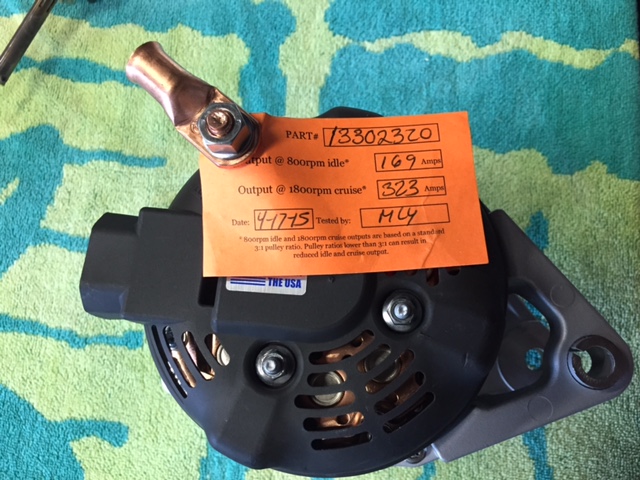 PART# 13302320
Output @ 800rpm idle* 169 Amps
Output @ 1800rpm cruise* 323 Amps
Date: 4-17-15 Tested by: MLY
* 800rpm idle and 1800rpm cruise outputs are based on a standard
3:1 pulley ratio. Pulley ratios lower than 3:1 can result in
reduced idle and cruise output.
THE USA